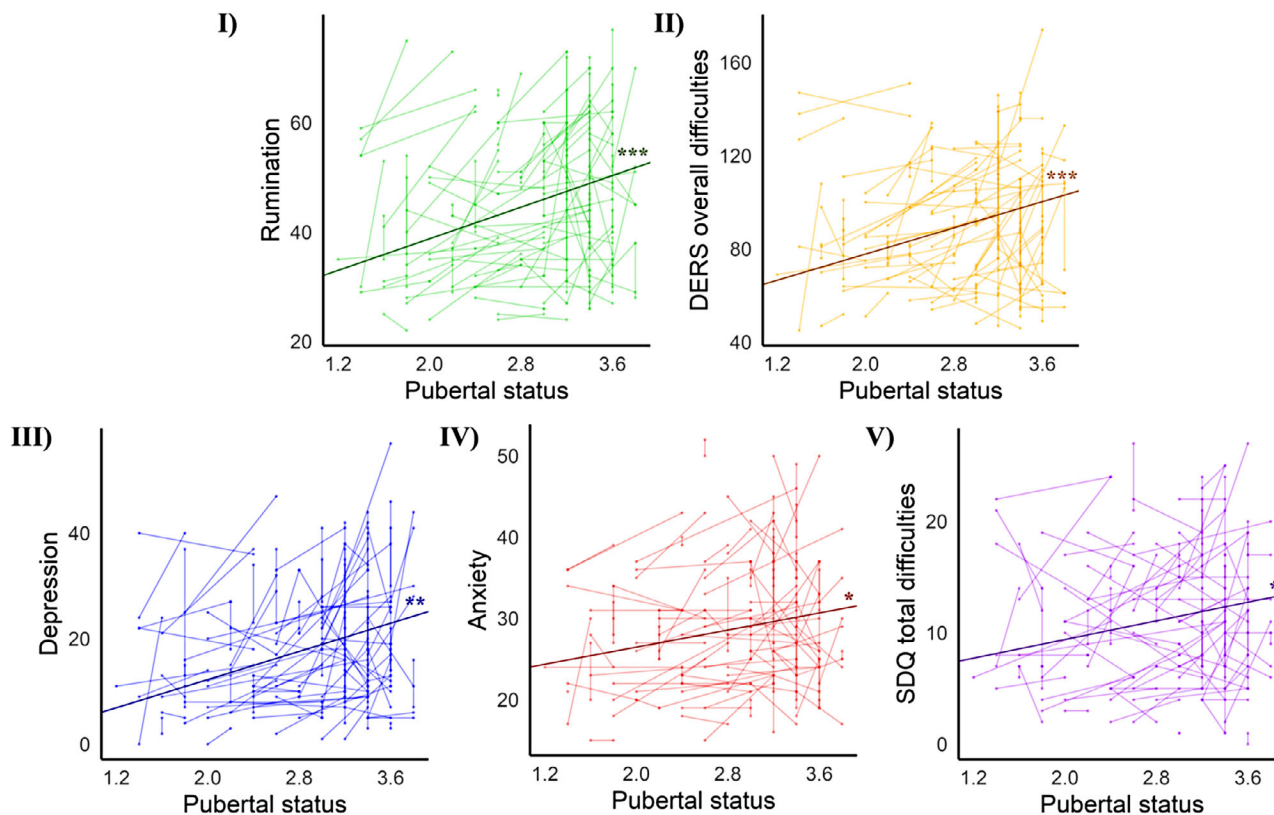 I)
Rumination
60
40
20
***
1.2 2.0 2.8 3.6
Pubertal status
II)
DERS overall difficulties
160
120
80
40
***
1.2 2.0 2.8 3.6
Pubertal status
III)
Depression
40
20
0
**
1.2 2.0 2.8 3.6
Pubertal status
IV)
Anxiety
50
40
30
20
*
1.2 2.0 2.8 3.6
Pubertal status
V)
SDQ total difficulties
20
10
0
*
1.2 2.0 2.8 3.6
Pubertal status